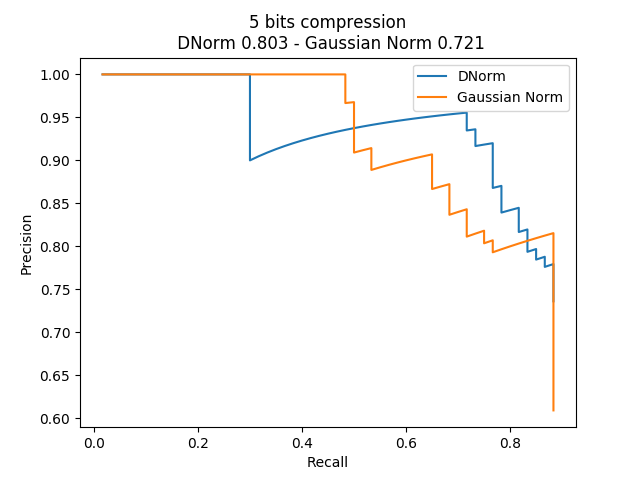 5 bits compression
DNorm 0.803 - Gaussian Norm 0.721
DNorm
Gaussian Norm
1.00
0.95
0.90
0.85
0.80
0.75
0.70
0.65
0.60
Precision
0.0 0.2 0.4 0.6 0.8
Recall